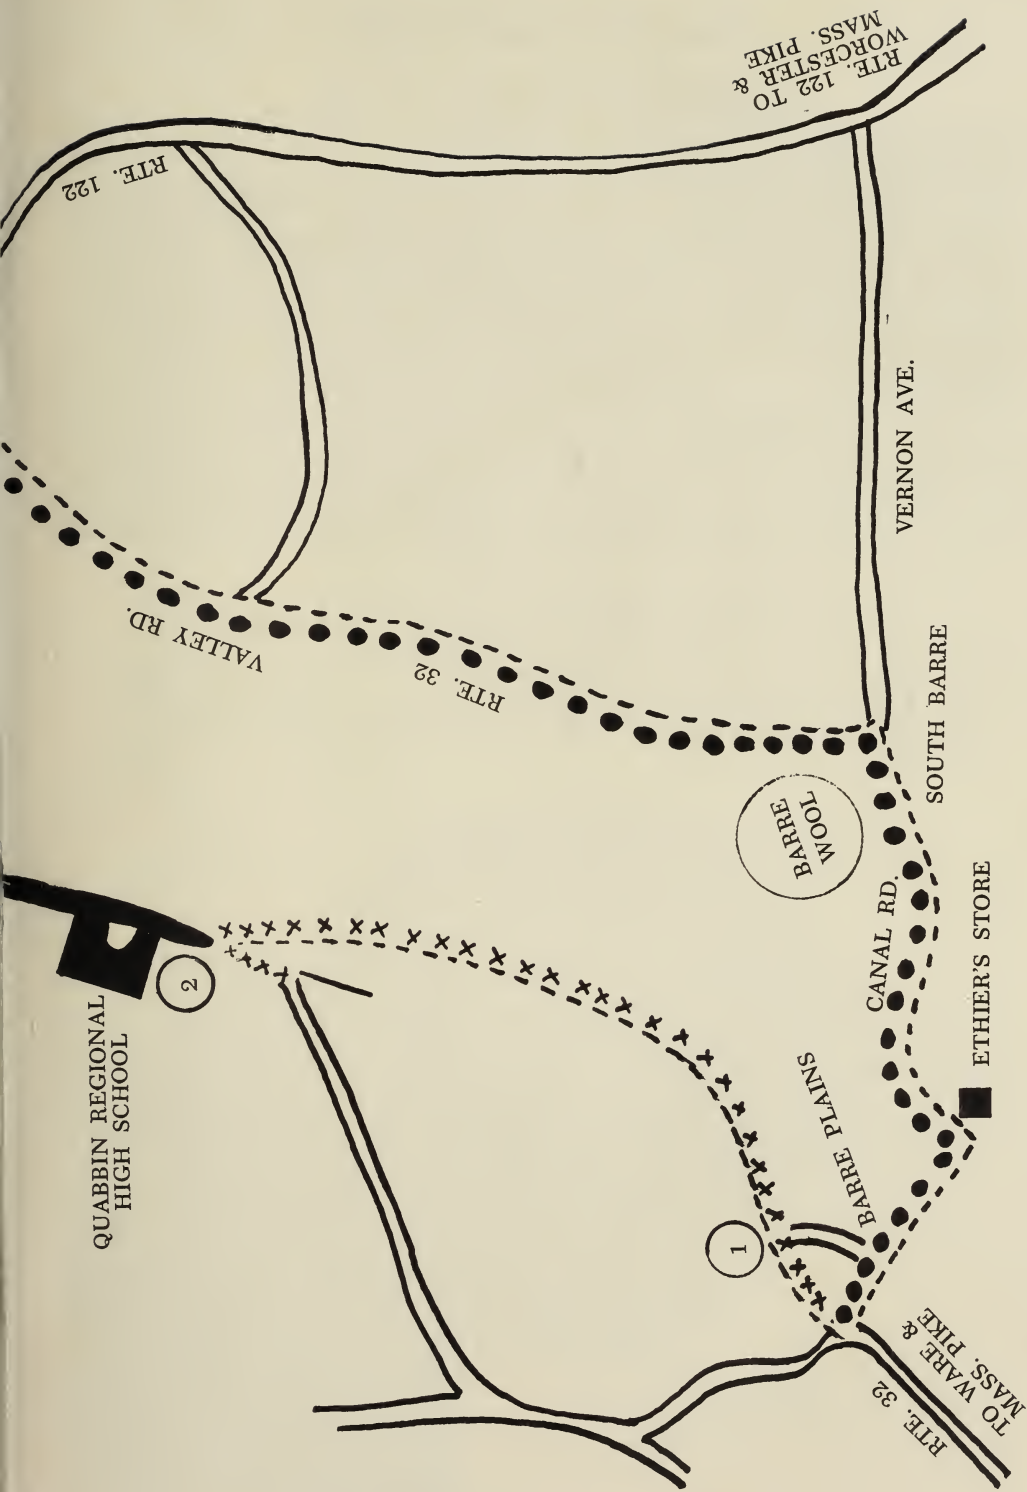 RTE. 122 TO
WORCESTER &
MASS. PIKE
RTE. 122
VERNON AVE.
VALLEY RD.
RTE. 32
SOUTH BARRE
BARRE
WOOL
CANAL RD.
ETHIER'S STORE
QUABBIN REGIONAL
HIGH SCHOOL
2
BARRE PLAINS
1
TO WARE &
MASS. PIKE
RTE. 32